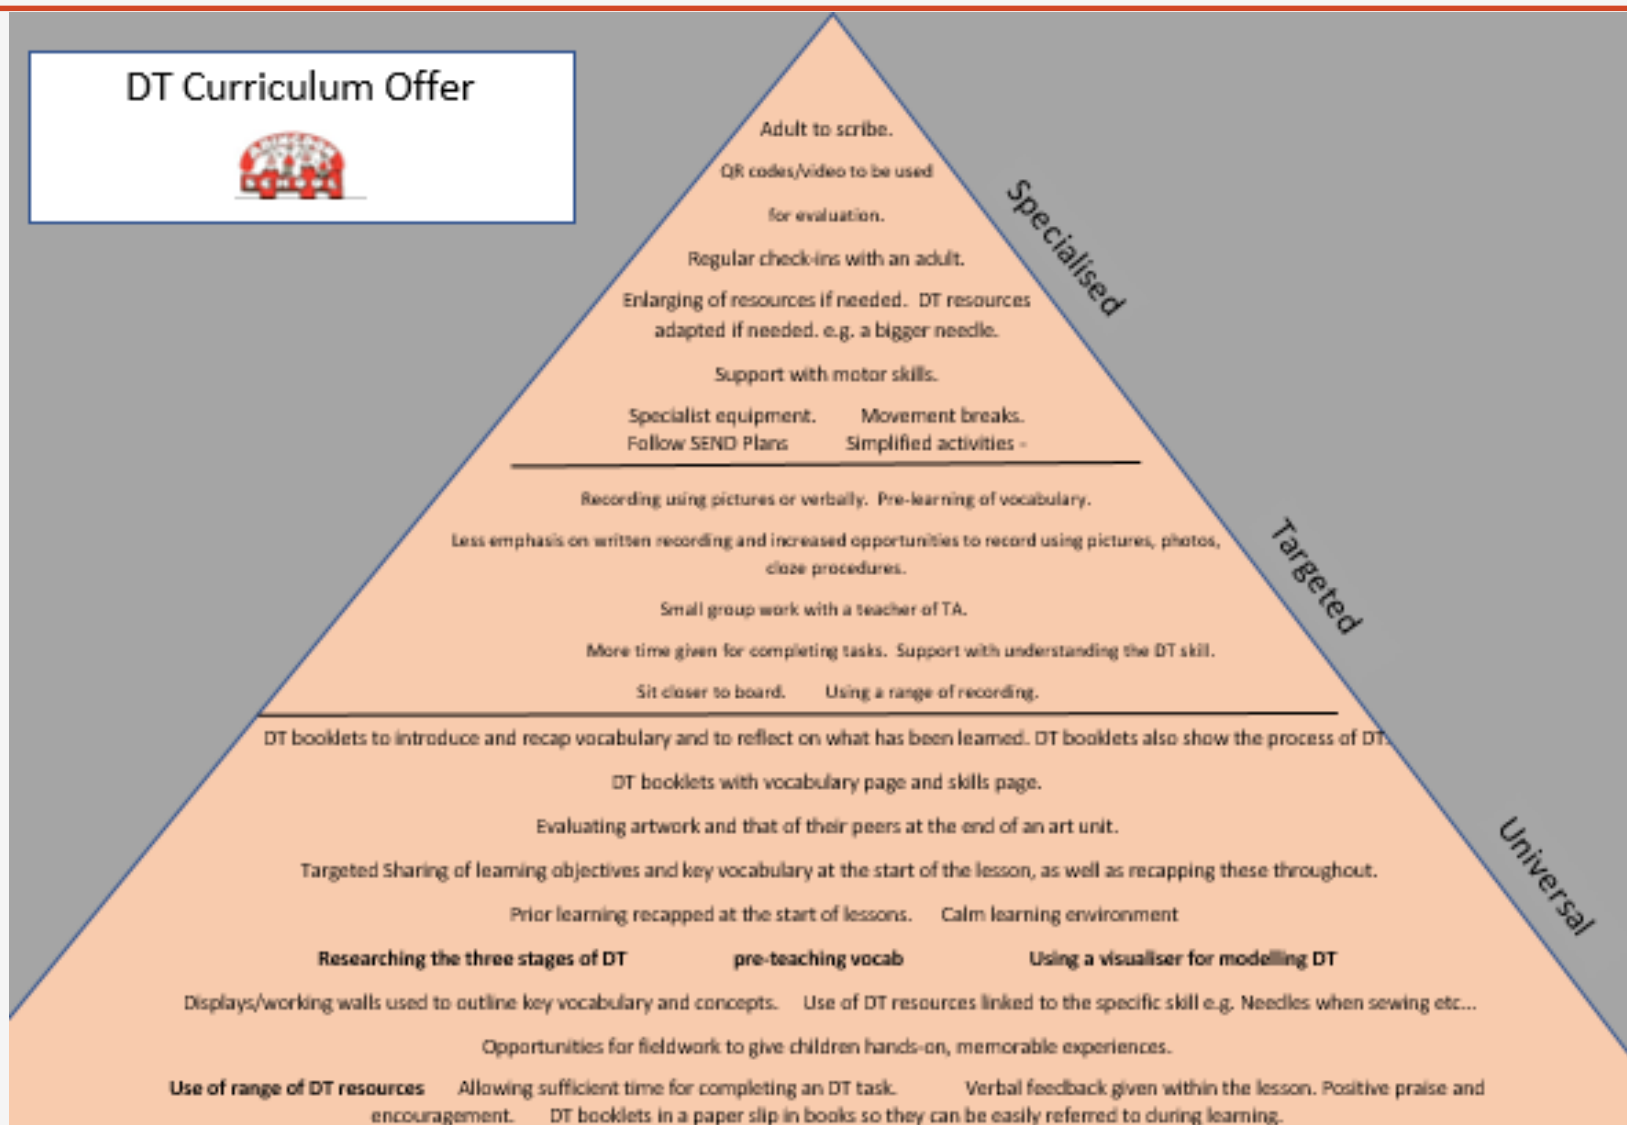 DT Curriculum Offer
ABINGDON
Adult to scribe.
QR codes/video to be used
for evaluation.
Regular check-ins with an adult.
Enlarging of resources if needed. DT resources
adapted if needed. e.g. a bigger needle.
Support with motor skills.
Specialist equipment. Movement breaks.
Follow SEND Plans Simplified activities -
Specialised
Recording using pictures or verbally. Pre-learning of vocabulary.
Less emphasis on written recording and increased opportunities to record using pictures, photos,
cloze procedures.
Small group work with a teacher of TA.
More time given for completing tasks. Support with understanding the DT skill.
Sit closer to board. Using a range of recording.
Targeted
DT booklets to introduce and recap vocabulary and to reflect on what has been learned. DT booklets also show the process of DT.
DT booklets with vocabulary page and skills page.
Evaluating artwork and that of their peers at the end of an art unit.
Targeted Sharing of learning objectives and key vocabulary at the start of the lesson, as well as recapping these throughout.
Prior learning recapped at the start of lessons. Calm learning environment
Researching the three stages of DT pre-teaching vocab Using a visualiser for modelling DT
Displays/working walls used to outline key vocabulary and concepts. Use of DT resources linked to the specific skill e.g. Needles when sewing etc...
Opportunities for fieldwork to give children hands-on, memorable experiences.
Use of range of DT resources Allowing sufficient time for completing an DT task. Verbal feedback given within the lesson. Positive praise and
encouragement. DT booklets in a paper slip in books so they can be easily referred to during learning.
Universal